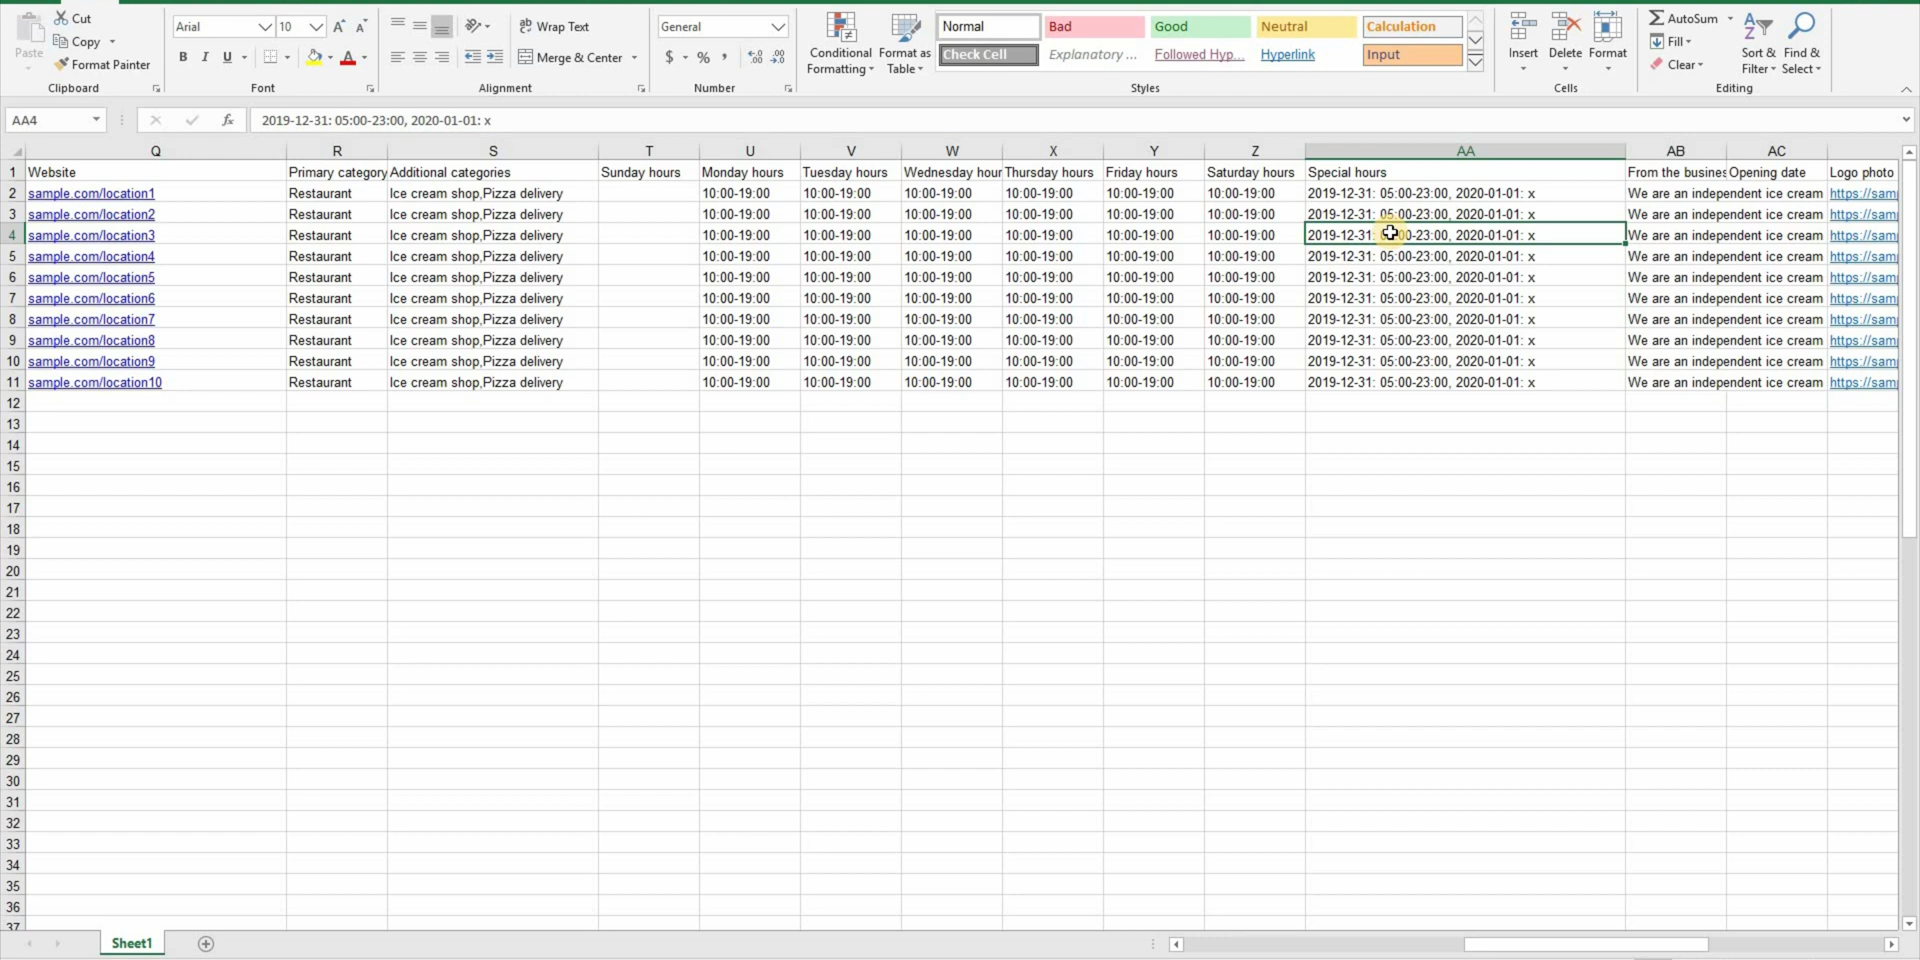 Cut
Copy
Format Painter
Paste
Clipboard
Arial 10
B I U
Font
Wrap Text
Merge & Center
Alignment
General
$ % ,
Number
Conditional Formatting
Format as Table
Normal Bad Good Neutral Calculation
Check Cell Explanatory ... Followed Hyp... Hyperlink Input
Styles
Insert Delete Format
Cells
AutoSum
Fill
Clear
Sort & Filter
Find & Select
Editing
AA4 fx 2019-12-31: 05:00-23:00, 2020-01-01: x
Q R S T U V W X Y Z AA AB AC
1 Website Primary category Additional categories Sunday hours Monday hours Tuesday hours Wednesday hour Thursday hours Friday hours Saturday hours Special hours From the busines Opening date Logo photo
2 sample.com/location1 Restaurant Ice cream shop,Pizza delivery 10:00-19:00 10:00-19:00 10:00-19:00 10:00-19:00 10:00-19:00 10:00-19:00 2019-12-31: 05:00-23:00, 2020-01-01: x We are an independent ice cream https://sam
3 sample.com/location2 Restaurant Ice cream shop,Pizza delivery 10:00-19:00 10:00-19:00 10:00-19:00 10:00-19:00 10:00-19:00 10:00-19:00 2019-12-31: 05:00-23:00, 2020-01-01: x We are an independent ice cream https://sam
4 sample.com/location3 Restaurant Ice cream shop,Pizza delivery 10:00-19:00 10:00-19:00 10:00-19:00 10:00-19:00 10:00-19:00 10:00-19:00 2019-12-31: 05:00-23:00, 2020-01-01: x We are an independent ice cream https://sam
5 sample.com/location4 Restaurant Ice cream shop,Pizza delivery 10:00-19:00 10:00-19:00 10:00-19:00 10:00-19:00 10:00-19:00 10:00-19:00 2019-12-31: 05:00-23:00, 2020-01-01: x We are an independent ice cream https://sam
6 sample.com/location5 Restaurant Ice cream shop,Pizza delivery 10:00-19:00 10:00-19:00 10:00-19:00 10:00-19:00 10:00-19:00 10:00-19:00 2019-12-31: 05:00-23:00, 2020-01-01: x We are an independent ice cream https://sam
7 sample.com/location6 Restaurant Ice cream shop,Pizza delivery 10:00-19:00 10:00-19:00 10:00-19:00 10:00-19:00 10:00-19:00 10:00-19:00 2019-12-31: 05:00-23:00, 2020-01-01: x We are an independent ice cream https://sam
8 sample.com/location7 Restaurant Ice cream shop,Pizza delivery 10:00-19:00 10:00-19:00 10:00-19:00 10:00-19:00 10:00-19:00 10:00-19:00 2019-12-31: 05:00-23:00, 2020-01-01: x We are an independent ice cream https://sam
9 sample.com/location8 Restaurant Ice cream shop,Pizza delivery 10:00-19:00 10:00-19:00 10:00-19:00 10:00-19:00 10:00-19:00 10:00-19:00 2019-12-31: 05:00-23:00, 2020-01-01: x We are an independent ice cream https://sam
10 sample.com/location9 Restaurant Ice cream shop,Pizza delivery 10:00-19:00 10:00-19:00 10:00-19:00 10:00-19:00 10:00-19:00 10:00-19:00 2019-12-31: 05:00-23:00, 2020-01-01: x We are an independent ice cream https://sam
11 sample.com/location10 Restaurant Ice cream shop,Pizza delivery 10:00-19:00 10:00-19:00 10:00-19:00 10:00-19:00 10:00-19:00 10:00-19:00 2019-12-31: 05:00-23:00, 2020-01-01: x We are an independent ice cream https://sam
12
13
14
15
16
17
18
19
20
21
22
23
24
25
26
27
28
29
30
31
32
33
34
35
36
37
Sheet1